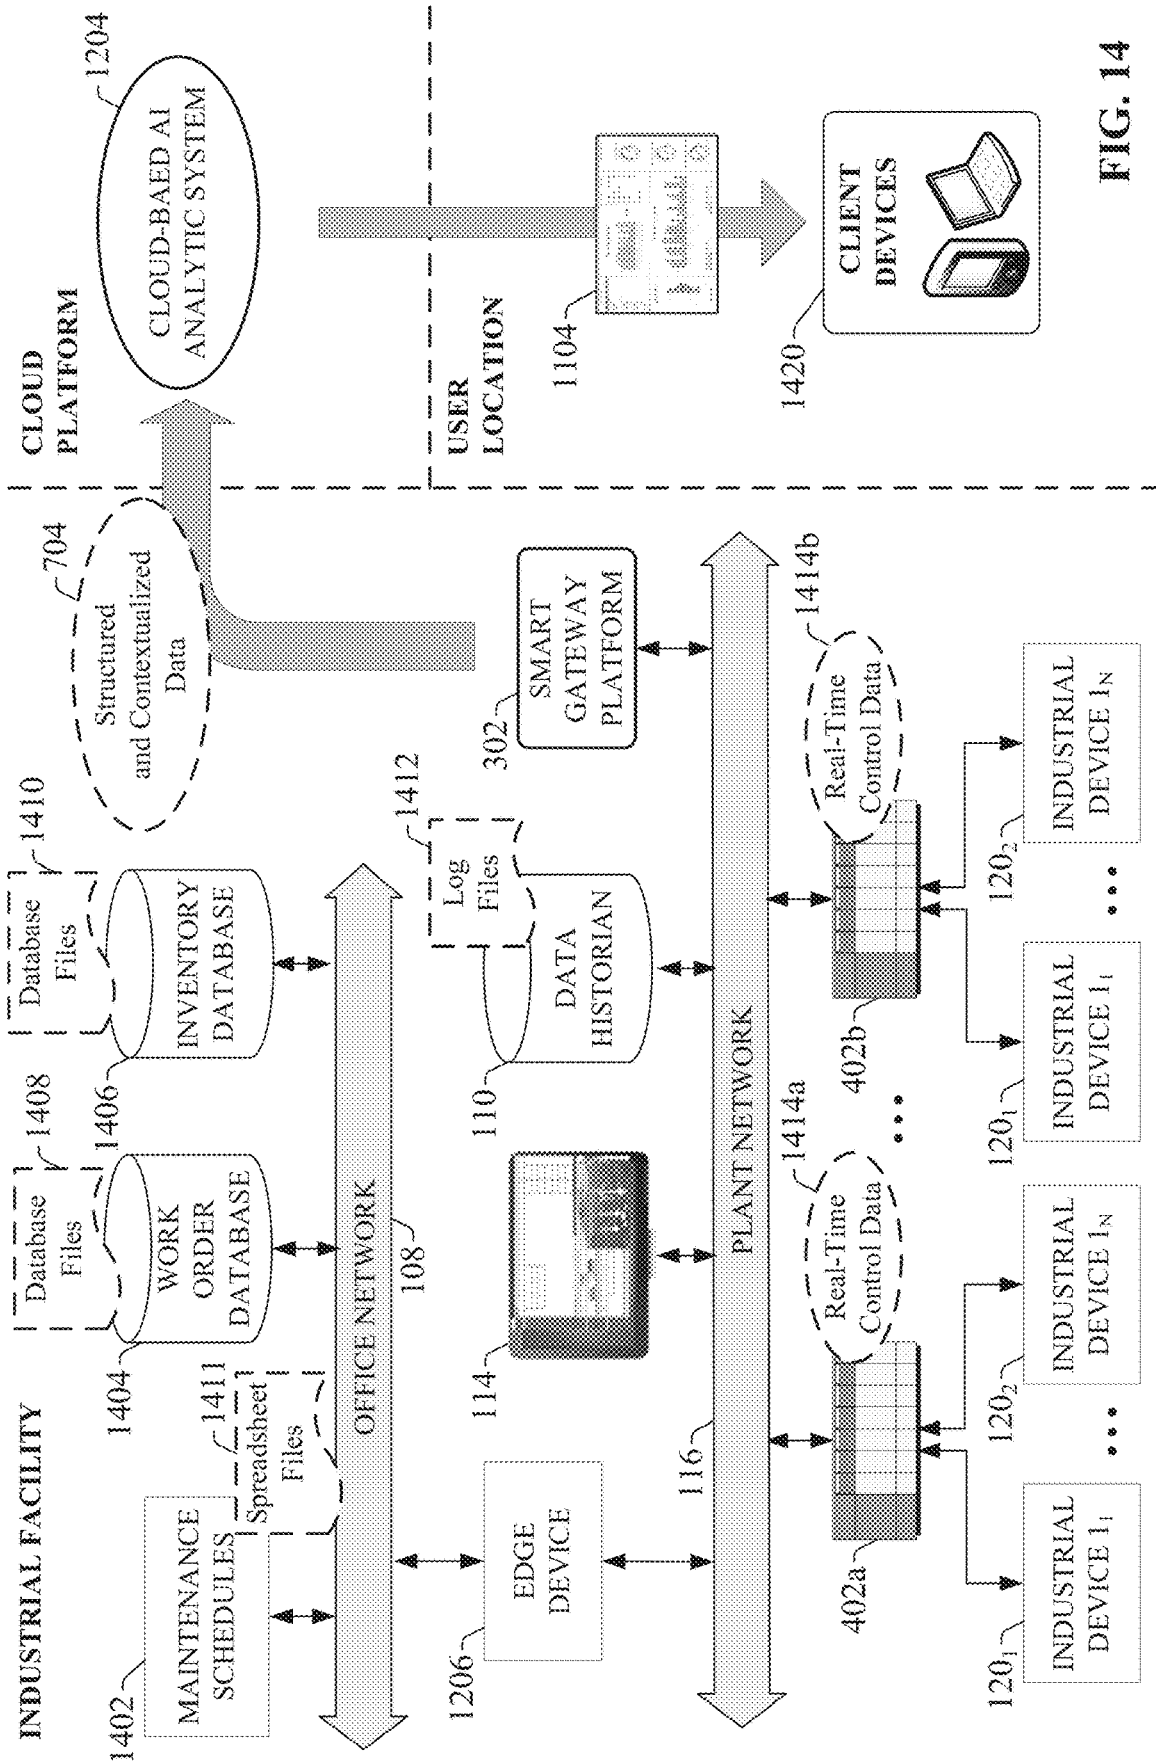 INDUSTRIAL FACILITY
1402
MAINTENANCE
SCHEDULES
1411
Spreadsheet
Files
1404
WORK
ORDER
DATABASE
Database
Files
1408
1406
INVENTORY
DATABASE
Database
Files
1410
704
Structured
and Contextualized
Data
CLOUD
PLATFORM
CLOUD-BAED AI
ANALYTIC SYSTEM
1204
OFFICE NETWORK
108
1206
EDGE
DEVICE
114
110
DATA
HISTORIAN
Log
Files
1412
302
SMART
GATEWAY
PLATFORM
USER
LOCATION
1104
1420
CLIENT
DEVICES
116
PLANT NETWORK
402a
Real-Time
Control Data
1414a
•••
402b
Real-Time
Control Data
1414b
120₁
INDUSTRIAL
DEVICE 1₁
•••
120₂
INDUSTRIAL
DEVICE 1N
120₁
INDUSTRIAL
DEVICE 1₁
•••
120₂
INDUSTRIAL
DEVICE 1N
FIG. 14